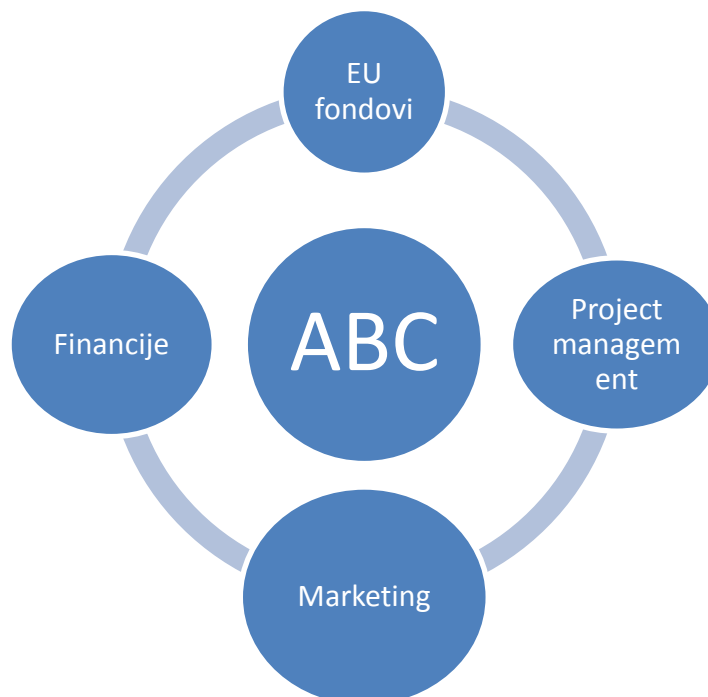 EU
fondovi
Financije
ABC
Project
managem
ent
Marketing